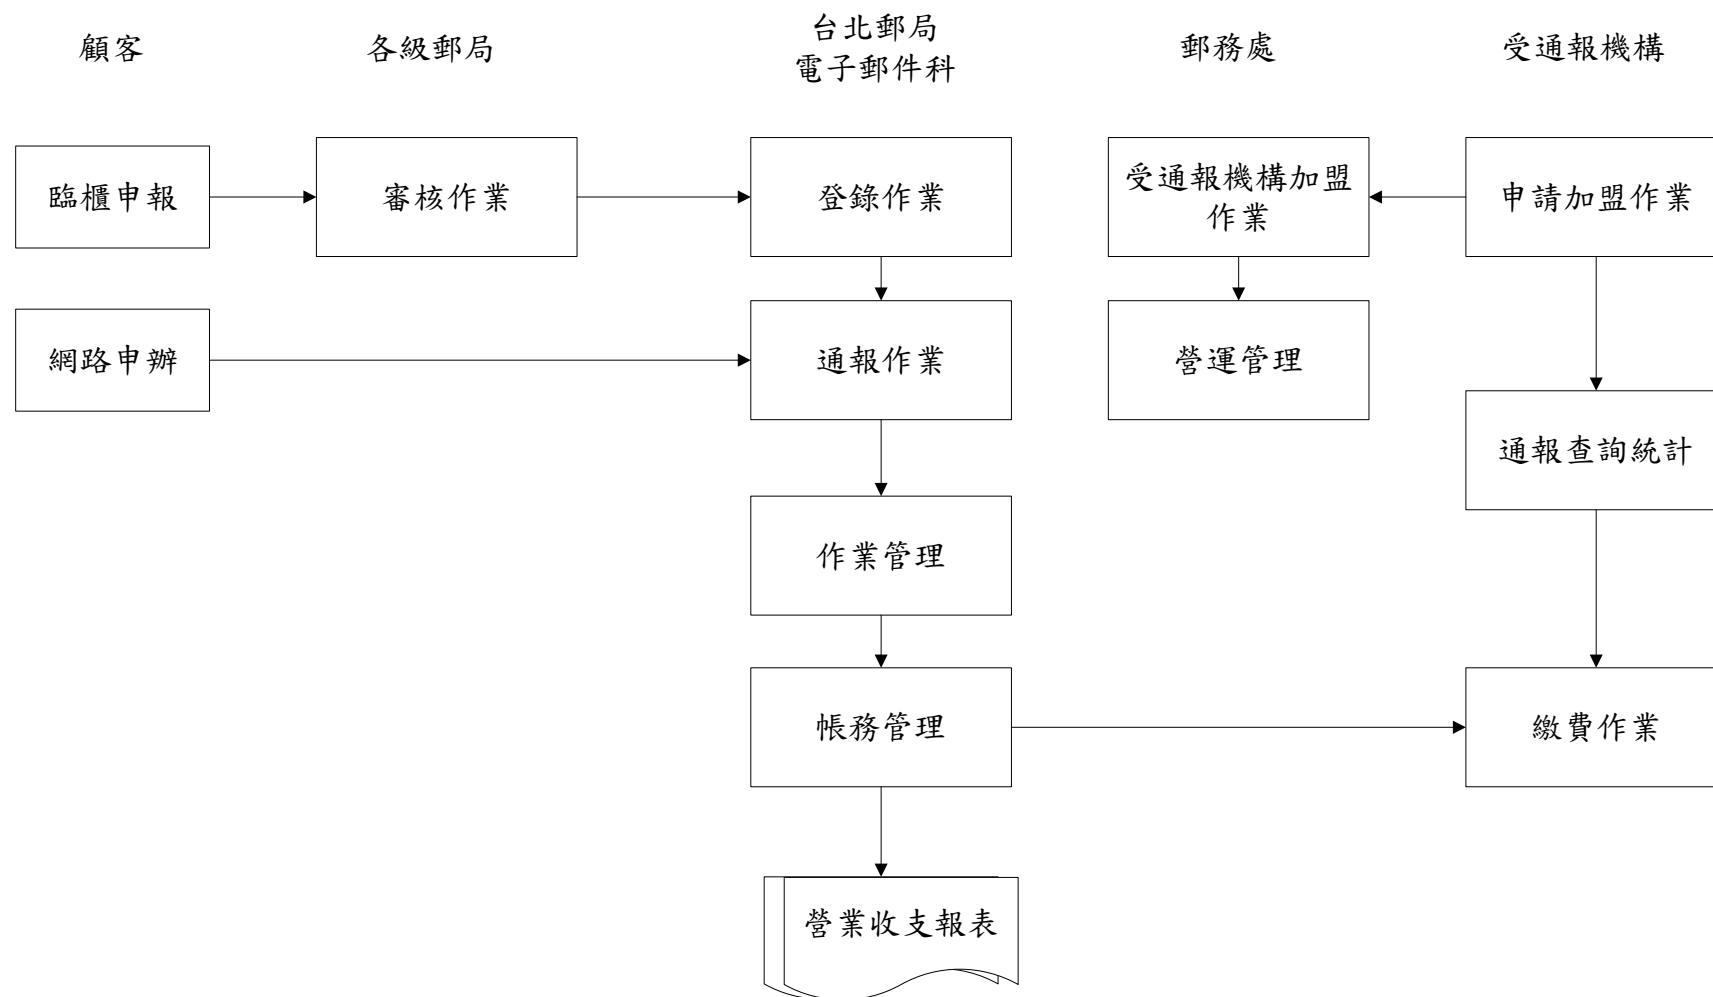 顧客
各級郵局
台北郵局
電子郵件科
郵務處
受通報機構
臨櫃申報
審核作業
登錄作業
受通報機構加盟
作業
申請加盟作業
網路申辦
通報作業
營運管理
通報查詢統計
作業管理
帳務管理
繳費作業
營業收支報表